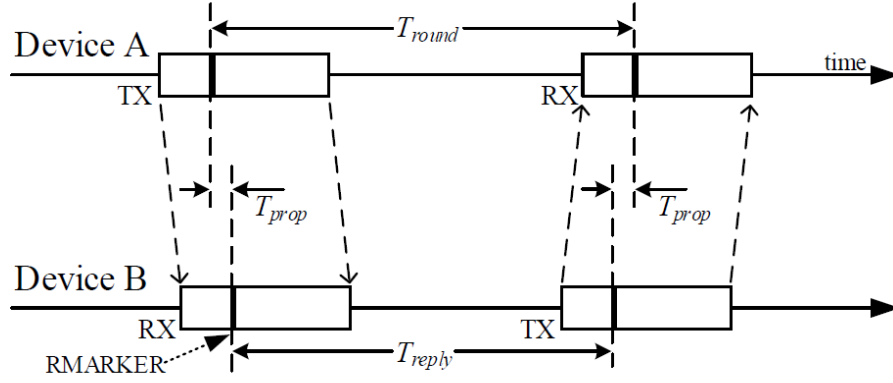 T_round
Device A
time
TX
RX
T_prop
T_prop
Device B
RX
TX
RMARKER
T_reply